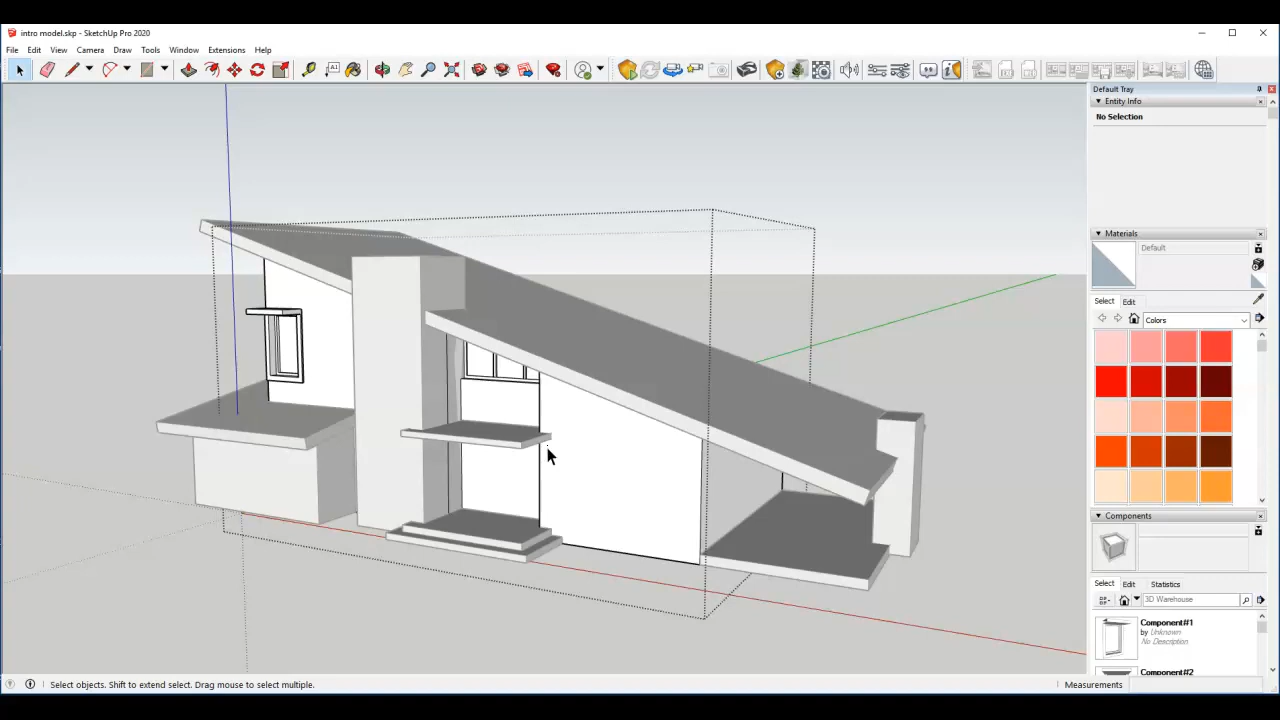 intro model.skp - SketchUp Pro 2020
File Edit View Camera Draw Tools Window Extensions Help
A1
Default Tray
Entity Info
No Selection
Materials
Default
Select Edit
Colors
Components
Select Edit Statistics
3D Warehouse
Component#1
by Unknown
No Description
Component#2
Select objects. Shift to extend select. Drag mouse to select multiple.
Measurements